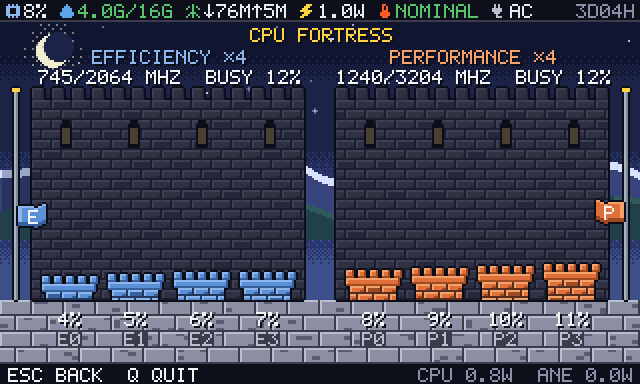 8% 4.0G/16G ↓76M↑5M 1.0W NOMINAL AC 3D04H
CPU FORTRESS
EFFICIENCY ×4 PERFORMANCE ×4
745/2064 MHZ BUSY 12% 1240/3204 MHZ BUSY 12%
E P
4% 5% 6% 7% 8% 9% 10% 11%
E0 E1 E2 E3 P0 P1 P2 P3
ESC BACK Q QUIT CPU 0.8W ANE 0.0W